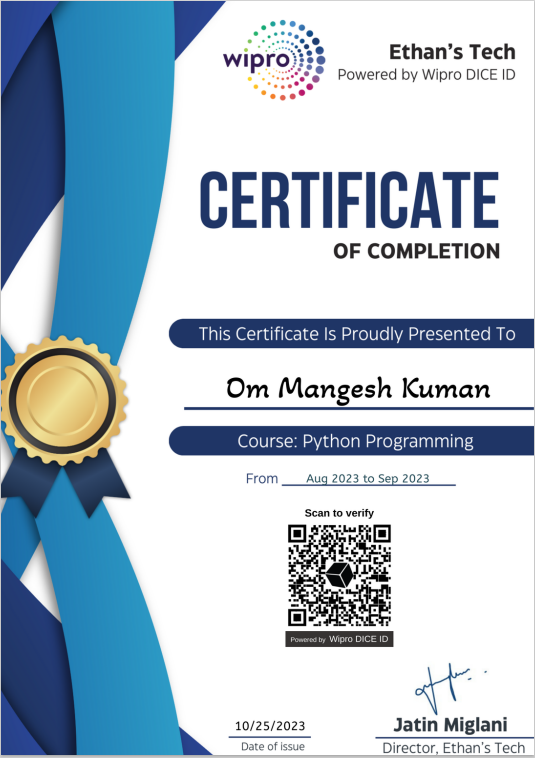 wipro
Ethan's Tech
Powered by Wipro DICE ID
CERTIFICATE
OF COMPLETION
This Certificate Is Proudly Presented To
Om Mangesh Kuman
Course: Python Programming
From Aug 2023 to Sep 2023
Scan to verify
Powered by Wipro DICE ID
10/25/2023
Date of issue
Jatin Miglani
Director, Ethan's Tech